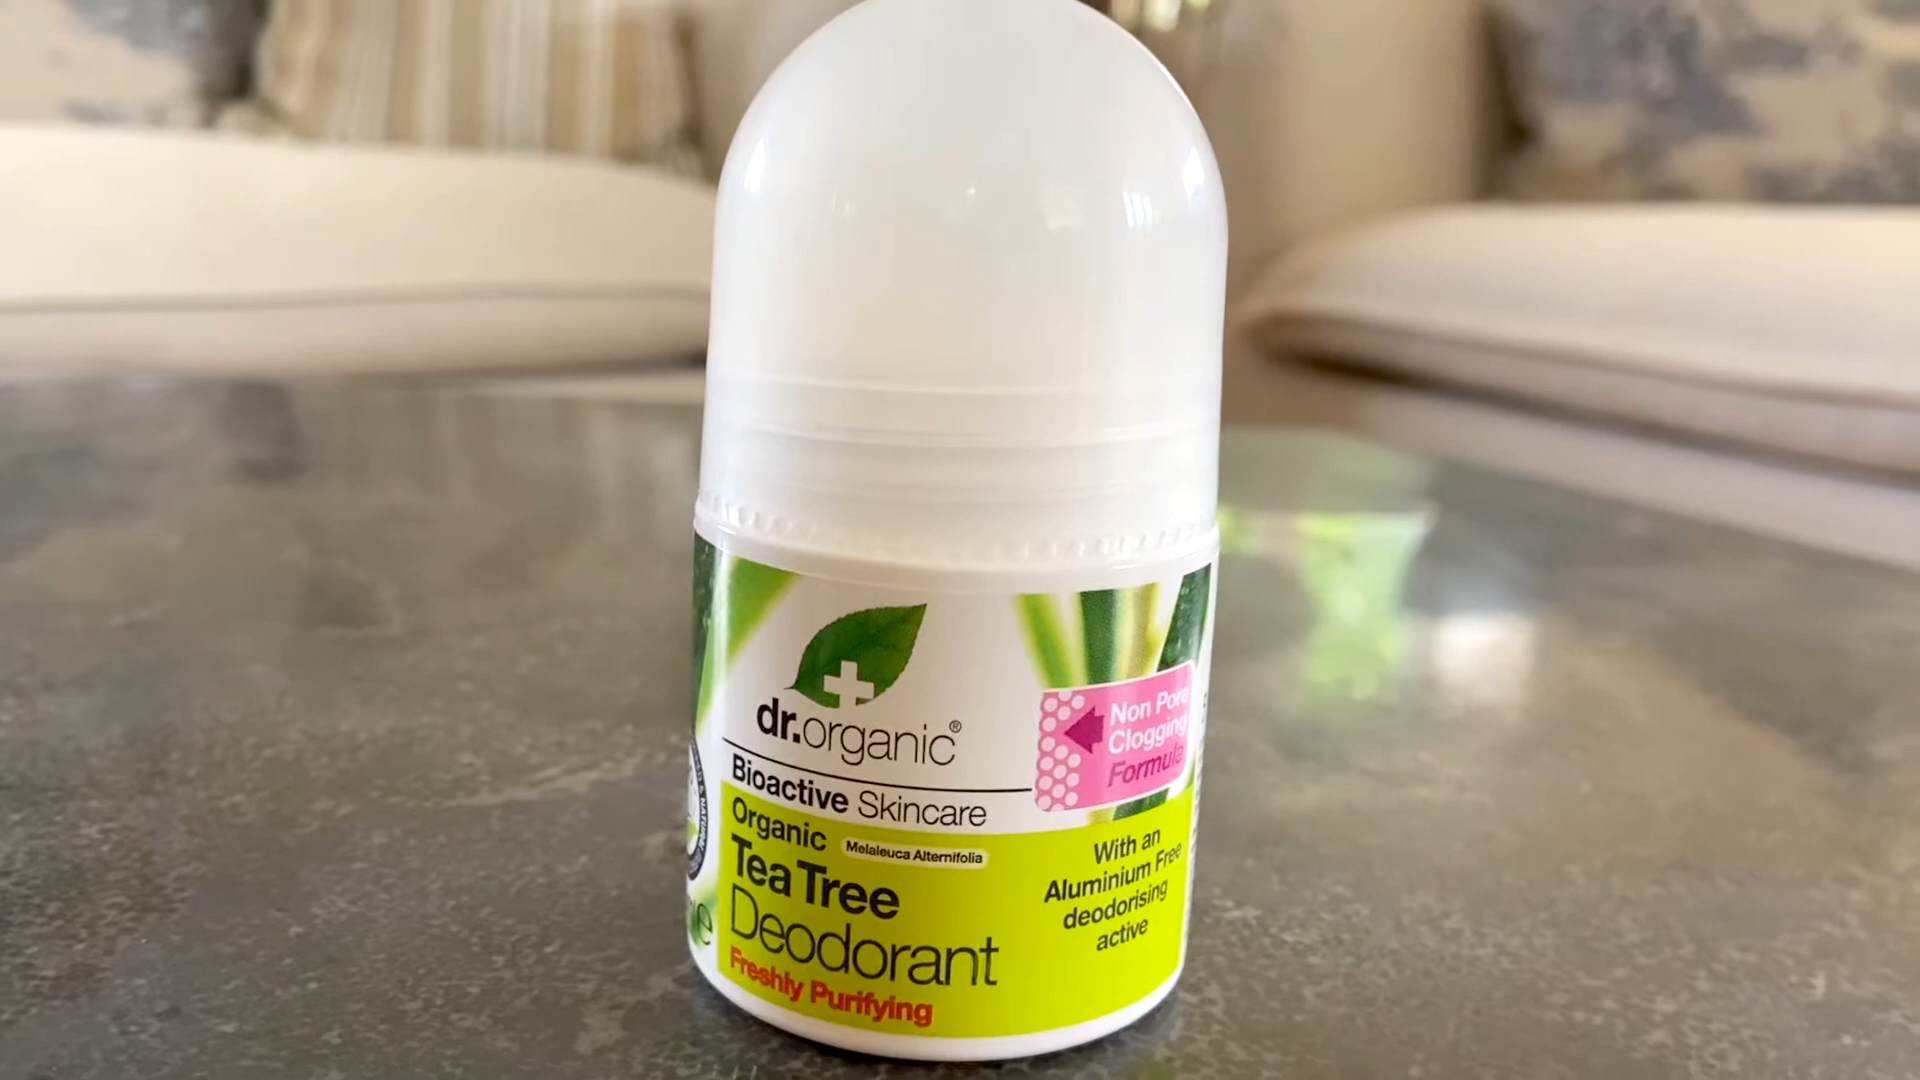 dr.organic®
Bioactive Skincare
Organic
Melaleuca Alternifolia
Tea Tree
Deodorant
Freshly Purifying
Non Pore
Clogging
Formula
With an
Aluminium Free
deodorising
active